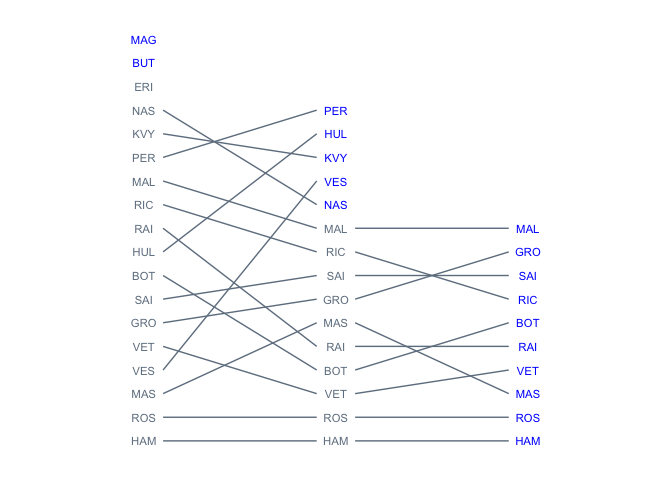 MAG
BUT
ERI
NAS PER
KVY HUL
PER KVY
MAL VES
RIC NAS
RAI MAL MAL
HUL RIC GRO
BOT SAI SAI
SAI GRO RIC
GRO MAS BOT
VET RAI RAI
VES BOT VET
MAS VET MAS
ROS ROS ROS
HAM HAM HAM